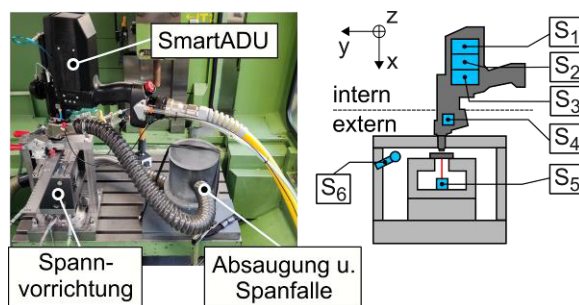 SmartADU
Spann-
vorrichtung
Absaugung u.
Spanfalle
z
y
x
intern
extern
S1
S2
S3
S4
S5
S6